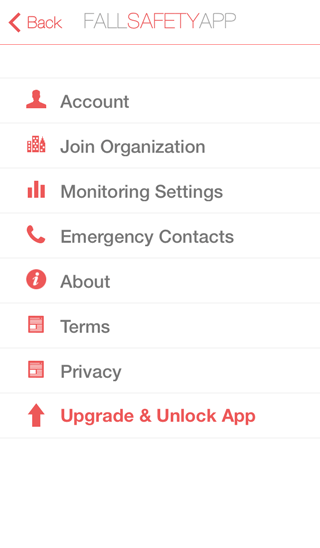 Back FALLSAFETYAPP
Account
Join Organization
Monitoring Settings
Emergency Contacts
About
Terms
Privacy
Upgrade & Unlock App